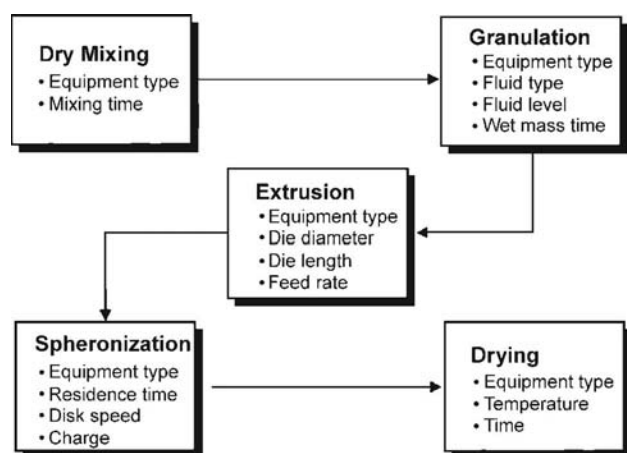 Dry Mixing
• Equipment type
• Mixing time
Granulation
• Equipment type
• Fluid type
• Fluid level
• Wet mass time
Extrusion
• Equipment type
• Die diameter
• Die length
• Feed rate
Spheronization
• Equipment type
• Residence time
• Disk speed
• Charge
Drying
• Equipment type
• Temperature
• Time